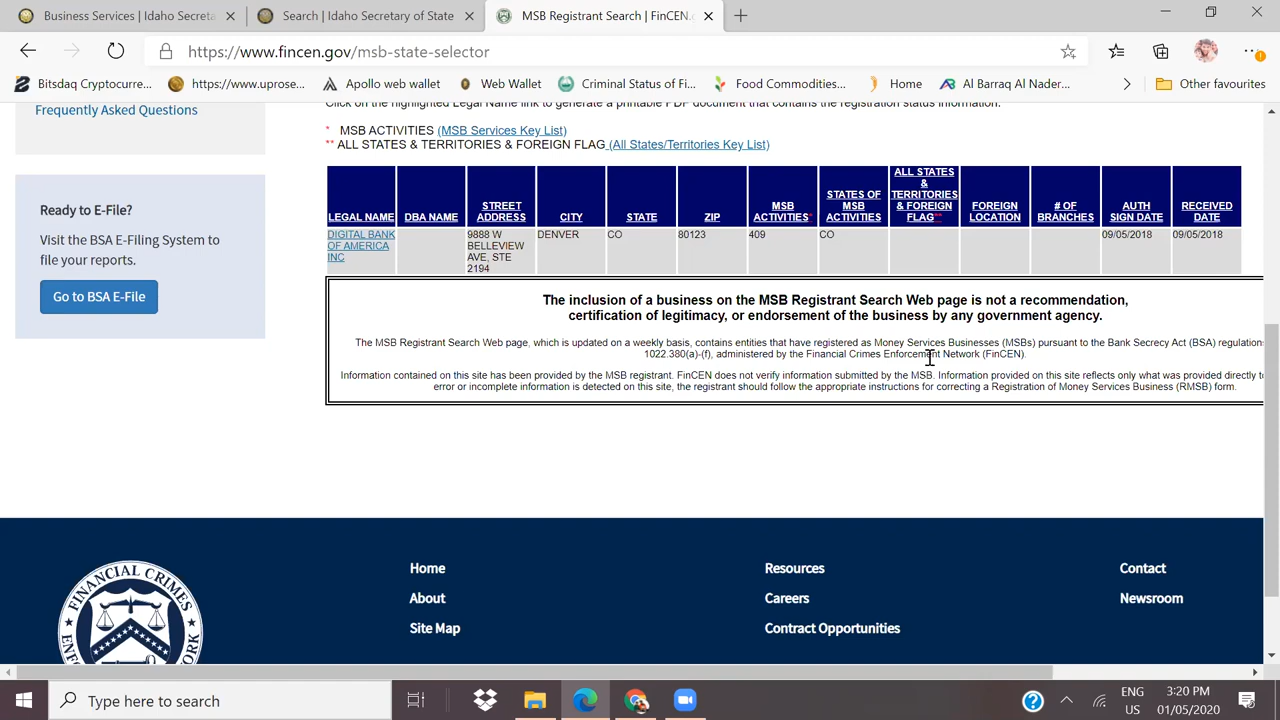 Business Services | Idaho Secreta
Search | Idaho Secretary of State
MSB Registrant Search | FinCEN.
https://www.fincen.gov/msb-state-selector
Bitsdaq Cryptocurre...
https://www.uprose...
Apollo web wallet
Web Wallet
Criminal Status of Fi...
Food Commodities...
Home
Al Barraq Al Nader...
Other favourites
Frequently Asked Questions
Click on the highlighted Legal Name link to generate a printable PDF document that contains the registration status information.
* MSB ACTIVITIES (MSB Services Key List)
** ALL STATES & TERRITORIES & FOREIGN FLAG (All States/Territories Key List)
Ready to E-File?
Visit the BSA E-Filing System to
file your reports.
Go to BSA E-File
LEGAL NAME
DBA NAME
STREET
ADDRESS
CITY
STATE
ZIP
MSB
ACTIVITIES*
STATES OF
MSB
ACTIVITIES
ALL STATES
&
TERRITORIES
& FOREIGN
FLAG**
FOREIGN
LOCATION
# OF
BRANCHES
AUTH
SIGN DATE
RECEIVED
DATE
DIGITAL BANK
OF AMERICA
INC
9888 W
BELLEVIEW
AVE, STE
2194
DENVER
CO
80123
409
CO
09/05/2018
09/05/2018
The inclusion of a business on the MSB Registrant Search Web page is not a recommendation,
certification of legitimacy, or endorsement of the business by any government agency.
The MSB Registrant Search Web page, which is updated on a weekly basis, contains entities that have registered as Money Services Businesses (MSBs) pursuant to the Bank Secrecy Act (BSA) regulation
1022.380(a)-(f), administered by the Financial Crimes Enforcement Network (FinCEN).
Information contained on this site has been provided by the MSB registrant. FinCEN does not verify information submitted by the MSB. Information provided on this site reflects only what was provided directly t
error or incomplete information is detected on this site, the registrant should follow the appropriate instructions for correcting a Registration of Money Services Business (RMSB) form.
FINANCIAL CRIMES
Home
About
Site Map
Resources
Careers
Contract Opportunities
Contact
Newsroom
Type here to search
ENG
US
3:20 PM
01/05/2020